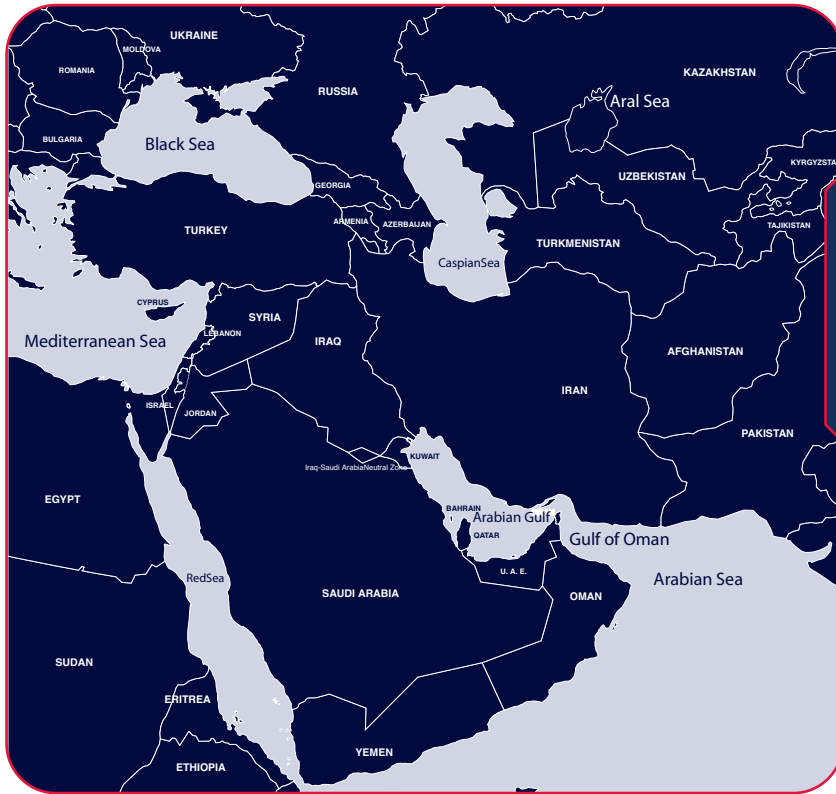 UKRAINE
MOLDOVA
ROMANIA
KAZAKHSTAN
RUSSIA
Aral Sea
BULGARIA
Black Sea
KYRGYZSTA
UZBEKISTAN
GEORGIA
ARMENIA
AZERBAIJAN
TAJIKISTAN
TURKEY
TURKMENISTAN
CaspianSea
CYPRUS
SYRIA
LEBANON
Mediterranean Sea
IRAQ
AFGHANISTAN
IRAN
ISRAEL
JORDAN
PAKISTAN
KUWAIT
Iraq-Saudi ArabiaNeutral Zone
EGYPT
BAHRAIN
Arabian Gulf
QATAR
Gulf of Oman
U. A. E.
RedSea
Arabian Sea
SAUDI ARABIA
OMAN
SUDAN
ERITREA
YEMEN
ETHIOPIA